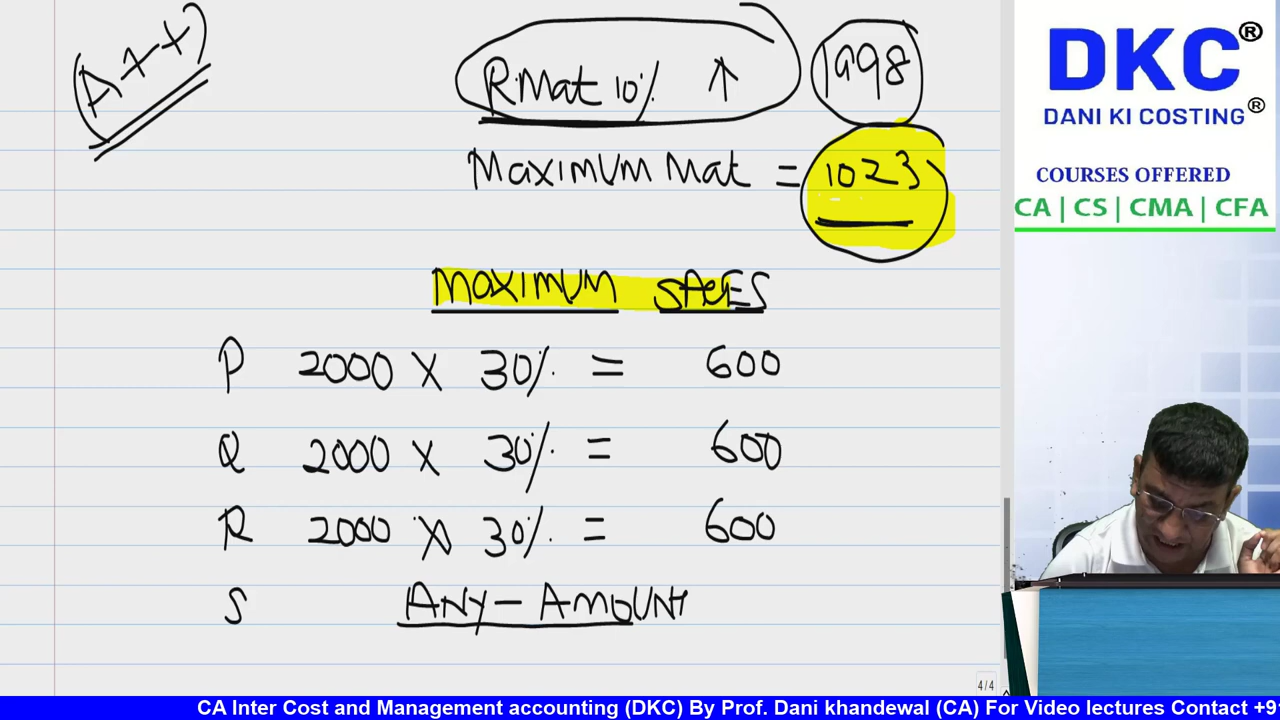 (A++) R.Mat 10% ↑ 1998
MAXIMUM Mat = 1023
MAXIMUM SALES
P 2000 X 30% = 600
Q 2000 X 30% = 600
R 2000 X 30% = 600
S ANY - AMOUNT
DKC®
DANI KI COSTING®
COURSES OFFERED
CA | CS | CMA | CFA
4/4
CA Inter Cost and Management accounting (DKC) By Prof. Dani khandewal (CA) For Video lectures Contact +9